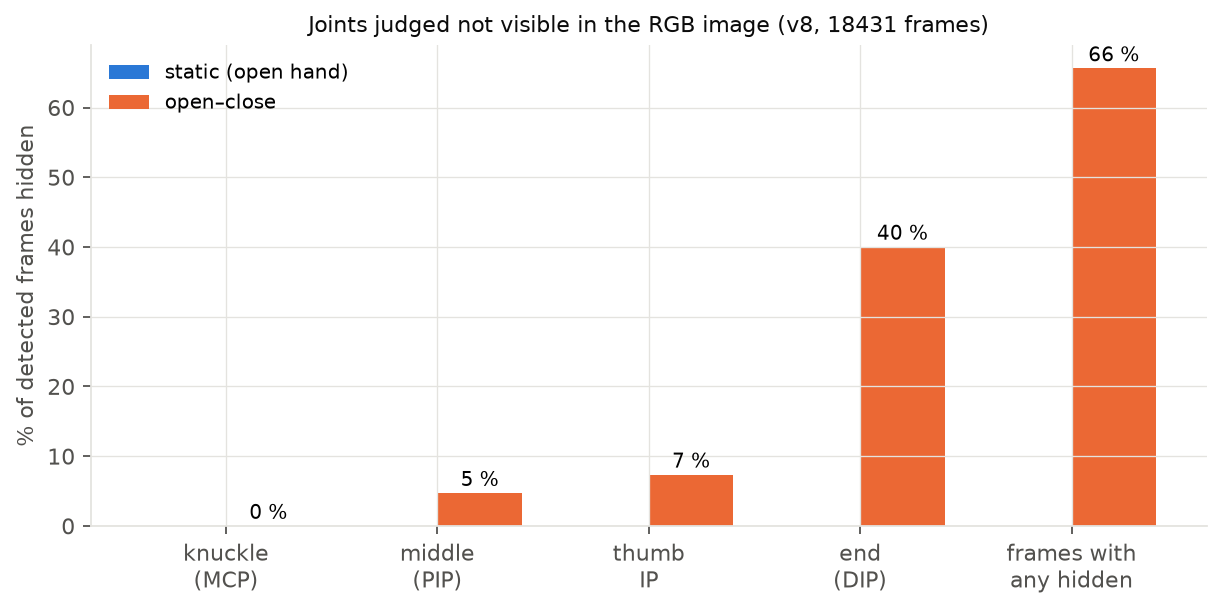 Joints judged not visible in the RGB image (v8, 18431 frames)
static (open hand)
open–close
% of detected frames hidden
60
50
40
30
20
10
0
0 %
5 %
7 %
40 %
66 %
knuckle
(MCP)
middle
(PIP)
thumb
IP
end
(DIP)
frames with
any hidden